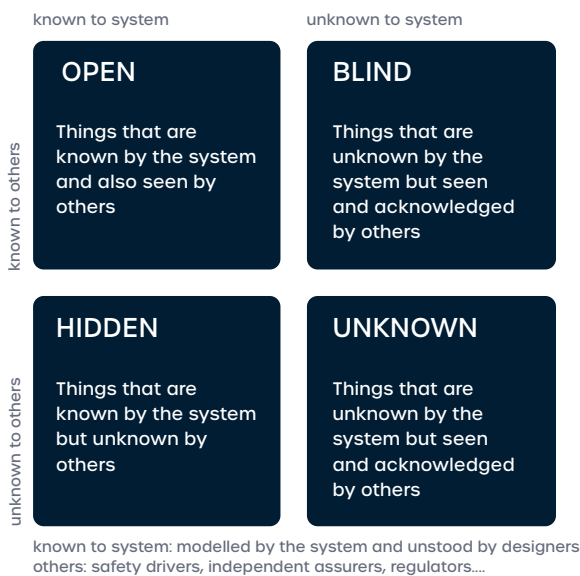 known to system
unknown to system
known to others
OPEN
Things that are
known by the system
and also seen by
others
BLIND
Things that are
unknown by the
system but seen
and acknowledged
by others
unknown to others
HIDDEN
Things that are
known by the system
but unknown by
others
UNKNOWN
Things that are
unknown by the
system but seen
and acknowledged
by others
known to system: modelled by the system and unstood by designers
others: safety drivers, independent assurers, regulators....